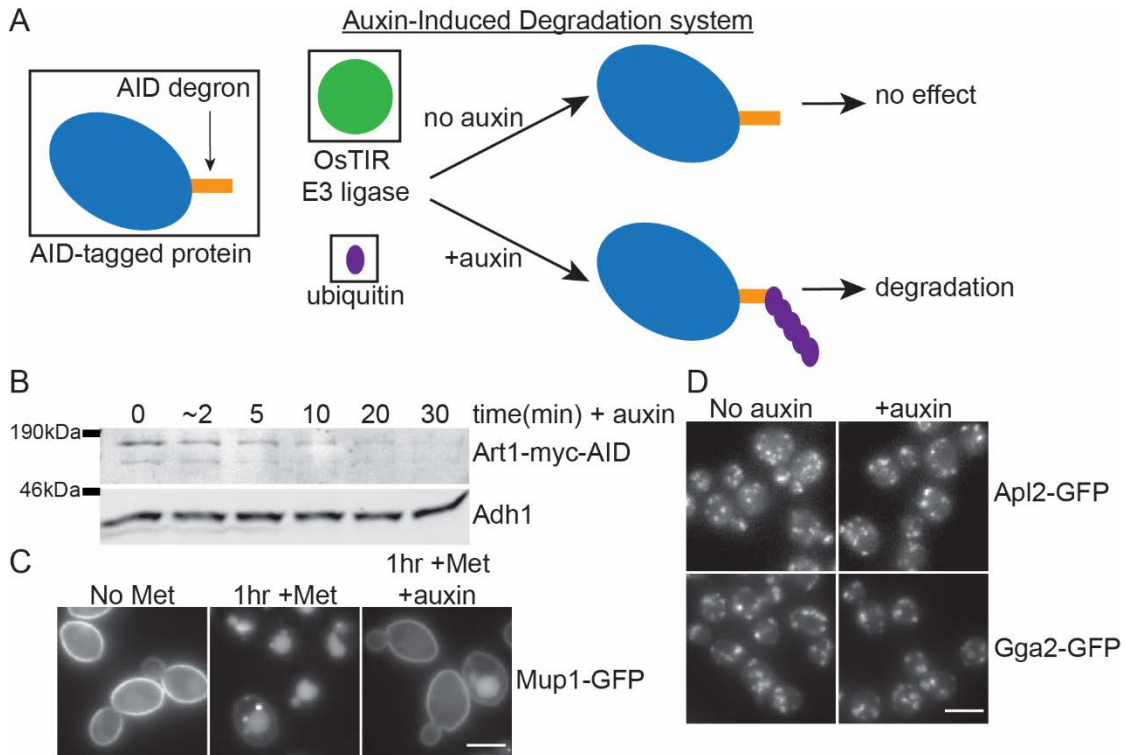 A
Auxin-Induced Degradation system
AID degron
AID-tagged protein
OsTIR
E3 ligase
ubiquitin
no auxin
+auxin
no effect
degradation
B
0 ~2 5 10 20 30 time(min) + auxin
190kDa
Art1-myc-AID
46kDa
Adh1
C
No Met
1hr +Met
1hr +Met
+auxin
Mup1-GFP
D
No auxin
+auxin
Apl2-GFP
Gga2-GFP